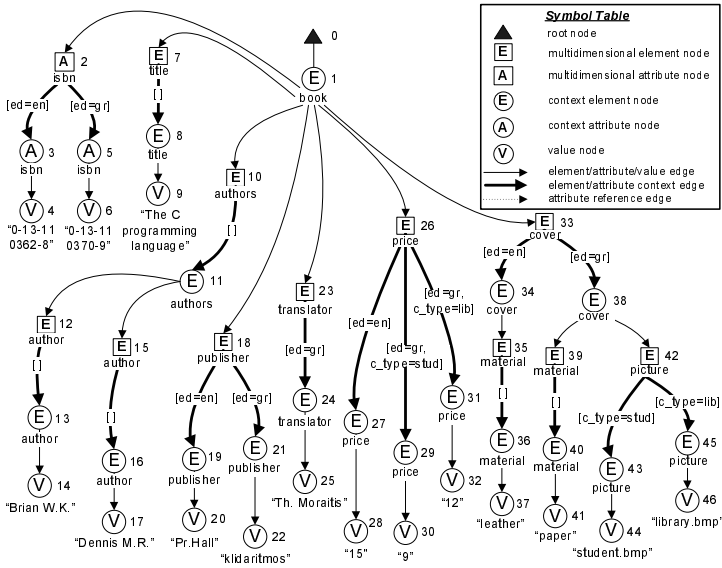 Symbol Table
root node
E multidimensional element node
A multidimensional attribute node
E context element node
A context attribute node
V value node
element/attribute/value edge
element/attribute context edge
attribute reference edge
0
E 1
book
A 2
isbn
[ed=en]
[ed=gr]
A 3
isbn
A 5
isbn
V 4
"0-13-11
0362-8"
V 6
"0-13-11
0370-9"
E 7
title
[ ]
E 8
title
V 9
"The C
programming
language"
E 10
authors
[ ]
E 11
authors
E 12
author
[ ]
E 13
author
V 14
"Brian W.K."
E 15
author
[ ]
E 16
author
V 17
"Dennis M.R."
E 18
publisher
[ed=en]
[ed=gr]
E 19
publisher
V 20
"Pr.Hall"
E 21
publisher
V 22
"klidaritmos"
E 23
translator
[ed=gr]
E 24
translator
V 25
"Th. Moraitis"
E 26
price
[ed=en]
[ed=gr,
c_type=stud]
[ed=gr,
c_type=lib]
E 27
price
V 28
"15"
E 29
price
V 30
"9"
E 31
price
V 32
"12"
E 33
cover
[ed=en]
[ed=gr]
E 34
cover
E 35
material
[ ]
E 36
material
V 37
"leather"
E 38
cover
E 39
material
[ ]
E 40
material
V 41
"paper"
E 42
picture
[c_type=stud]
[c_type=lib]
E 43
picture
V 44
"student.bmp"
E 45
picture
V 46
"library.bmp"